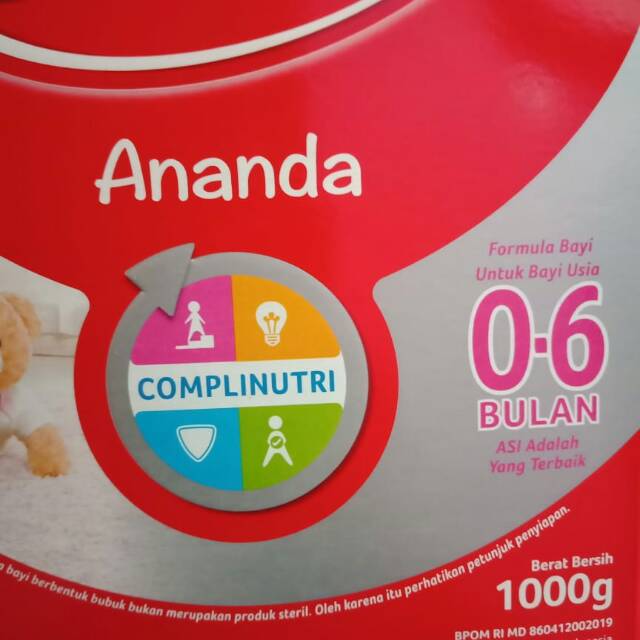 Ananda
COMPLINUTRI
Formula Bayi
Untuk Bayi Usia
0-6
BULAN
ASI Adalah
Yang Terbaik
bayi berbentuk bubuk bukan merupakan produk steril. Oleh karena itu perhatikan petunjuk penyiapan.
Berat Bersih
1000g
BPOM RI MD 860412002019